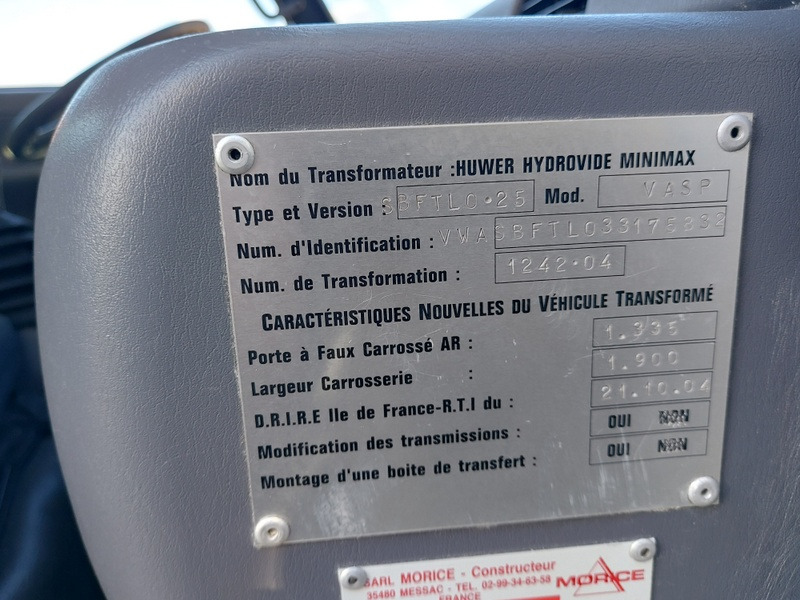 Nom du Transformateur : HUWER HYDROVIDE MINIMAX
Type et Version : SBFTLC·25 Mod. VASP
Num. d'Identification : VWASBFTL033175832
Num. de Transformation : 1242·04
CARACTÉRISTIQUES NOUVELLES DU VÉHICULE TRANSFORMÉ
Porte à Faux Carrossé AR : 1.335
Largeur Carrosserie : 1.900
D.R.I.R.E Ile de France-R.T.I du : 21.10.04
Modification des transmissions : OUI NON
Montage d'une boite de transfert : OUI NON
SARL MORICE - Constructeur
35480 MESSAC - TEL. 02-99-34-63-58
FRANCE
MORICE